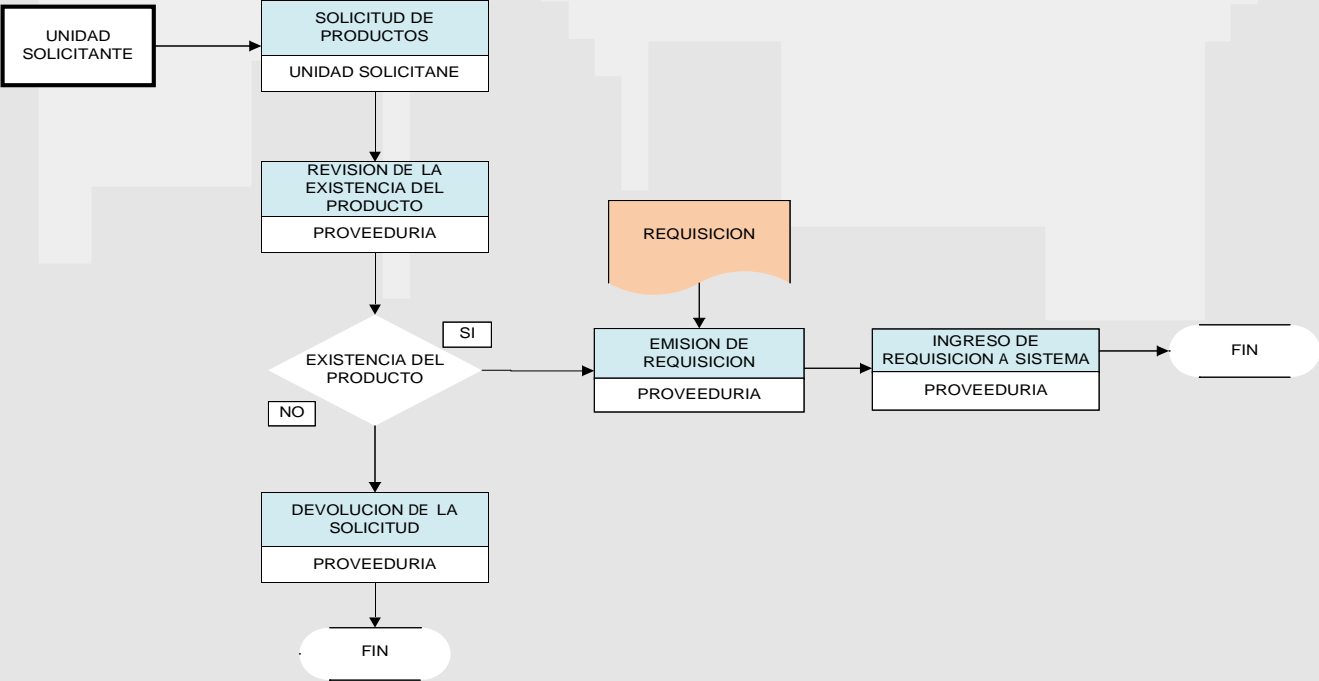 UNIDAD
SOLICITANTE
SOLICITUD DE
PRODUCTOS
UNIDAD SOLICITANE
REVISION DE LA
EXISTENCIA DEL
PRODUCTO
PROVEEDURIA
EXISTENCIA DEL
PRODUCTO
SI
NO
REQUISICION
EMISION DE
REQUISICION
PROVEEDURIA
INGRESO DE
REQUISICION A SISTEMA
PROVEEDURIA
FIN
DEVOLUCION DE LA
SOLICITUD
PROVEEDURIA
FIN